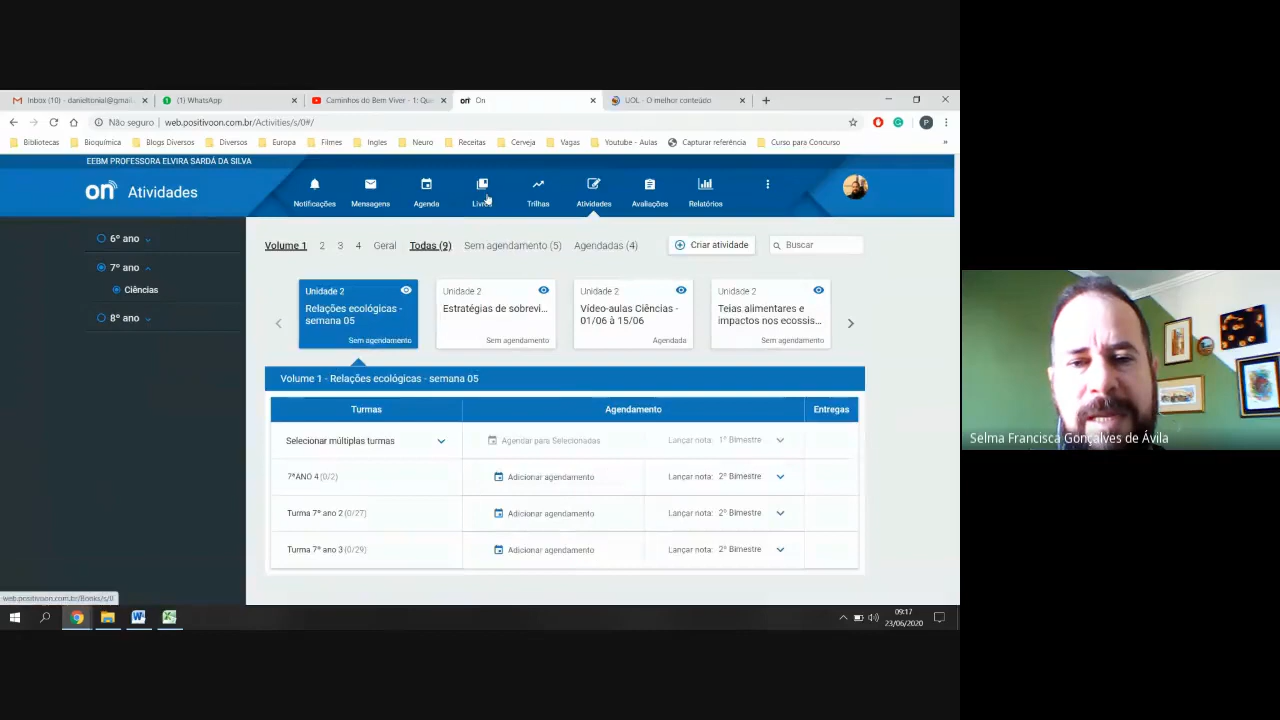 Inbox (10) - danieltonial@gmail...
(1) WhatsApp
Caminhos do Bem Viver - 1: Que
On
UOL - O melhor conteúdo
Não seguro
web.positivoon.com.br/Activities/s/0#/
Bibliotecas
Bioquímica
Blogs Diversos
Diversos
Europa
Filmes
Ingles
Neuro
Receitas
Cerveja
Vagas
Youtube - Aulas
Capturar referência
Curso para Concurso
»
EEBM PROFESSORA ELVIRA SARDÁ DA SILVA
on Atividades
Notificações
Mensagens
Agenda
Livros
Trilhas
Atividades
Avaliações
Relatórios
6º ano
7º ano
Ciências
8º ano
Volume 1 2 3 4 Geral Todas (9) Sem agendamento (5) Agendadas (4)
Criar atividade
Buscar
Unidade 2
Relações ecológicas -
semana 05
Sem agendamento
Unidade 2
Estratégias de sobrevi...
Sem agendamento
Unidade 2
Vídeo-aulas Ciências -
01/06 à 15/06
Agendada
Unidade 2
Teias alimentares e
impactos nos ecossis...
Sem agendamento
Volume 1 - Relações ecológicas - semana 05
Turmas Agendamento Entregas
Selecionar múltiplas turmas Agendar para Selecionadas Lançar nota: 1º Bimestre
7ºANO 4 (0/2) Adicionar agendamento Lançar nota: 2º Bimestre
Turma 7º ano 2 (0/27) Adicionar agendamento Lançar nota: 2º Bimestre
Turma 7º ano 3 (0/29) Adicionar agendamento Lançar nota: 2º Bimestre
web.positivoon.com.br/Books/s/0
09:17
23/06/2020
Selma Francisca Gonçalves de Ávila